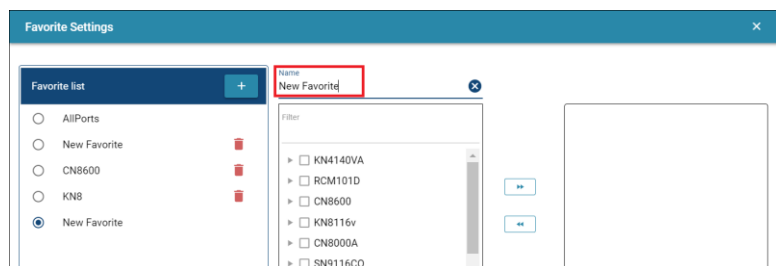 Favorite Settings
Favorite list
+
AllPorts
New Favorite
CN8600
KN8
New Favorite
Name
New Favorite
Filter
KN4140VA
RCM101D
CN8600
KN8116v
CN8000A
SN9116CO